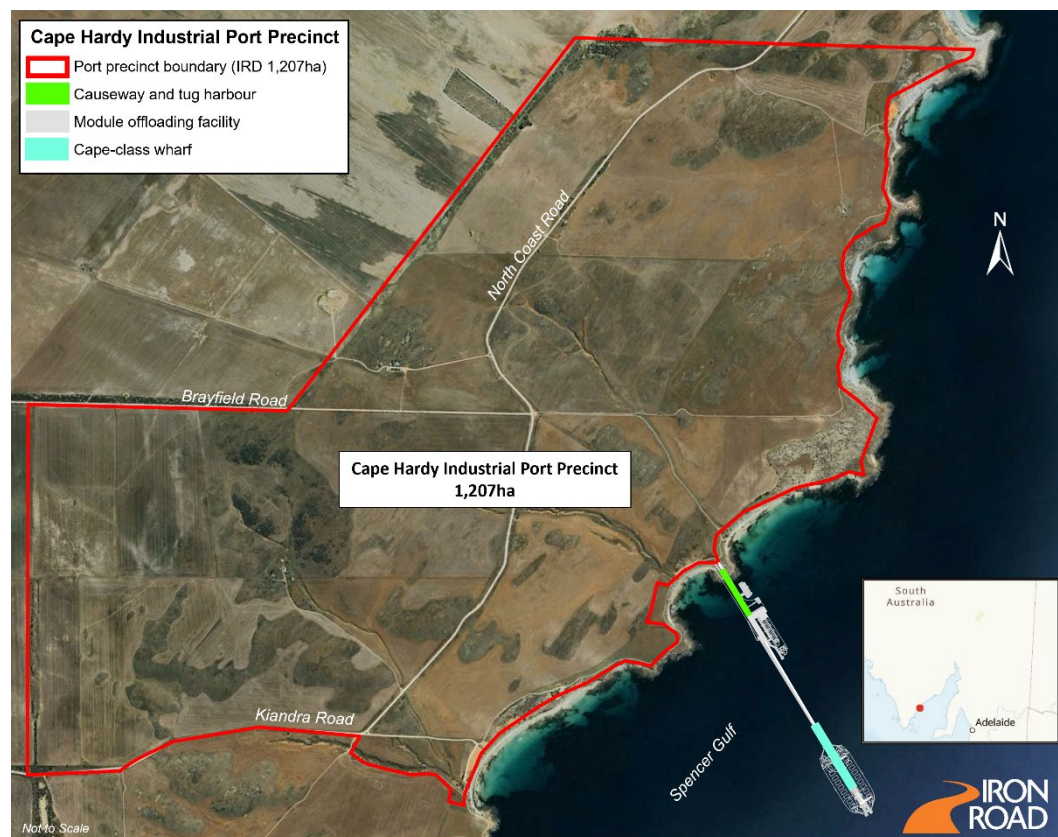 Cape Hardy Industrial Port Precinct
Port precinct boundary (IRD 1,207ha)
Causeway and tug harbour
Module offloading facility
Cape-class wharf
North Coast Road
N
Brayfield Road
Cape Hardy Industrial Port Precinct
1,207ha
South
Australia
Adelaide
Kiandra Road
Spencer Gulf
Not to Scale
IRON
ROAD